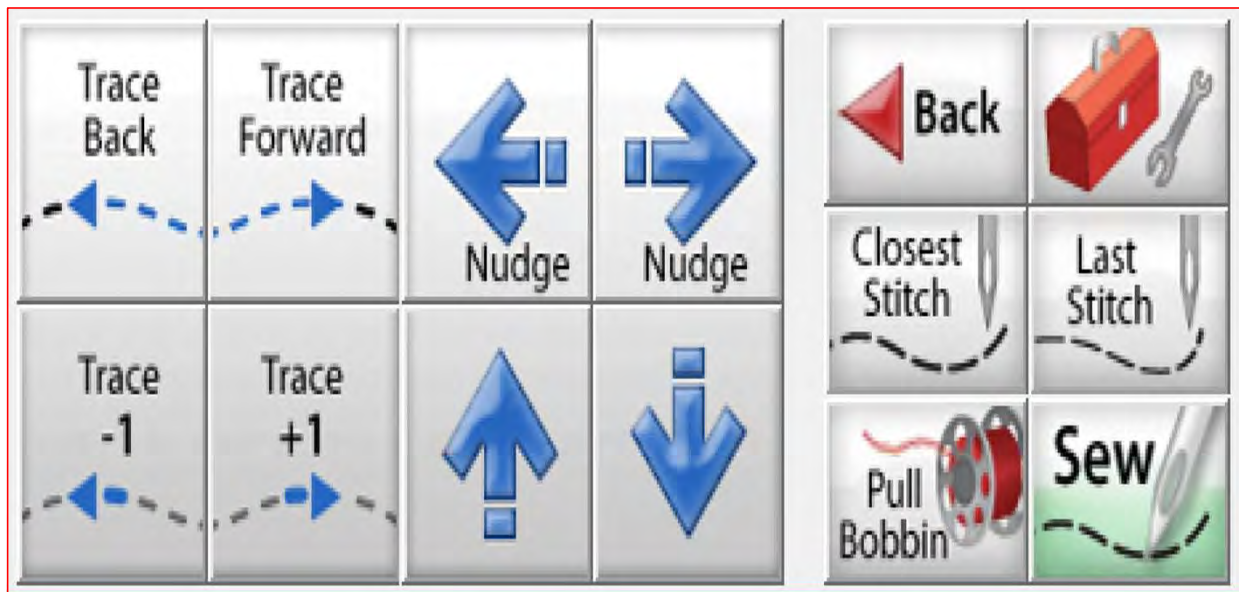 Trace
Back
Trace
Forward
Nudge
Nudge
Back
Closest
Stitch
Last
Stitch
Trace
-1
Trace
+1
Pull
Bobbin
Sew